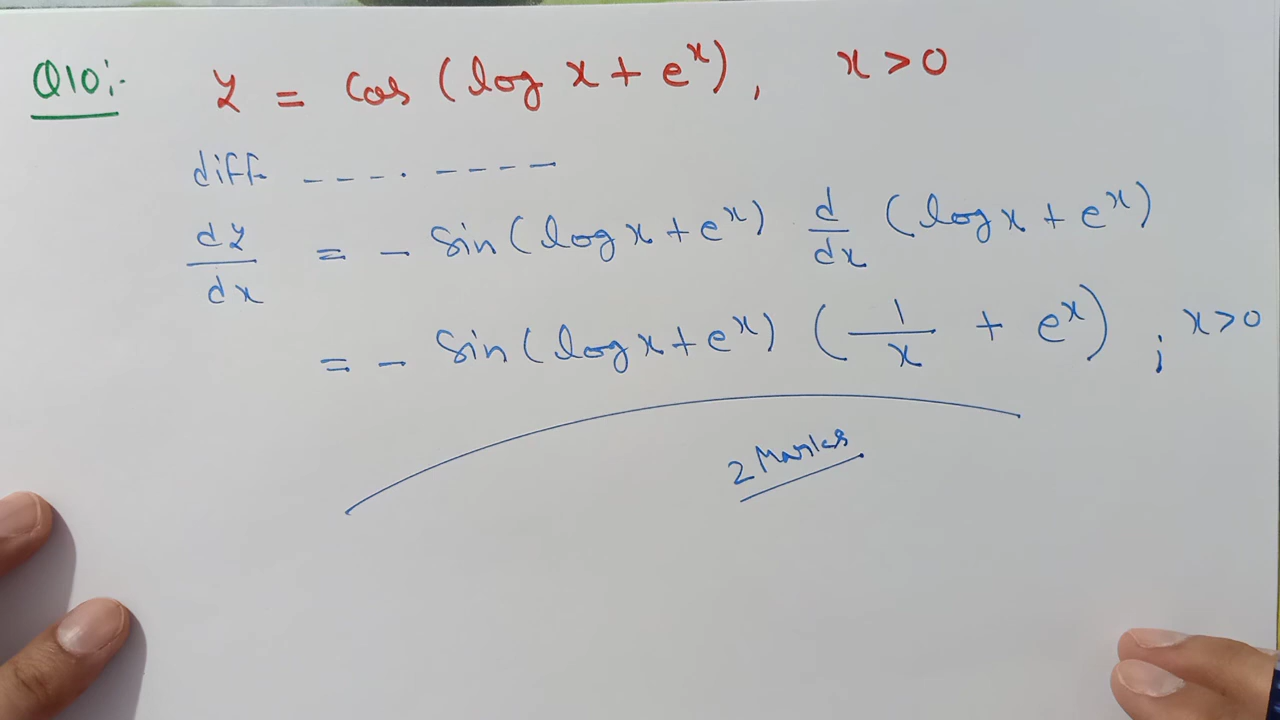 Q10:- y = Cos (log x + e^x), x > 0
diff ---- . ----
dy/dx = - Sin (log x + e^x) d/dx (log x + e^x)
= - Sin (log x + e^x) (1/x + e^x) ; x > 0
2 Marks